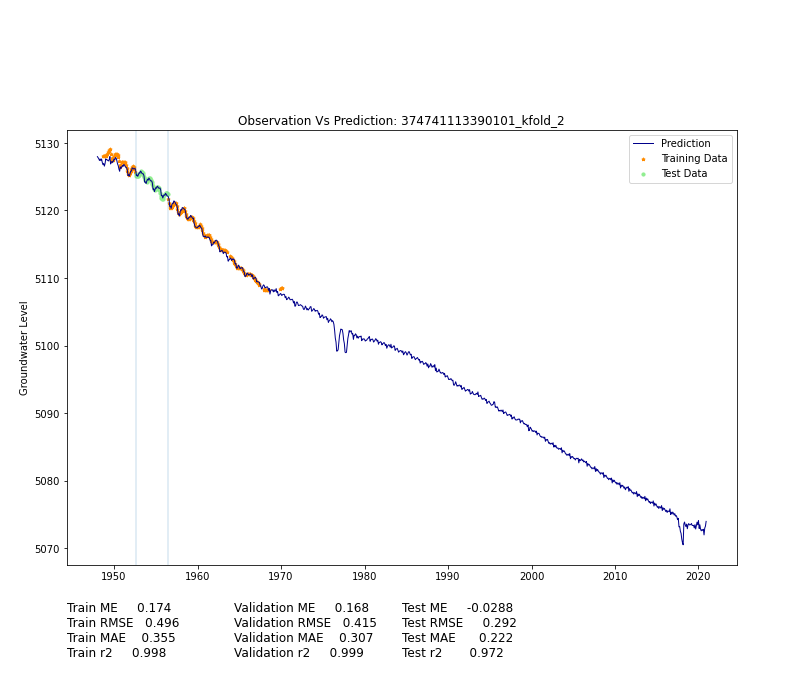 Observation Vs Prediction: 374741113390101_kfold_2
Prediction
Training Data
Test Data
Groundwater Level
5130
5120
5110
5100
5090
5080
5070
1950 1960 1970 1980 1990 2000 2010 2020
Train ME 0.174 Validation ME 0.168 Test ME -0.0288
Train RMSE 0.496 Validation RMSE 0.415 Test RMSE 0.292
Train MAE 0.355 Validation MAE 0.307 Test MAE 0.222
Train r2 0.998 Validation r2 0.999 Test r2 0.972